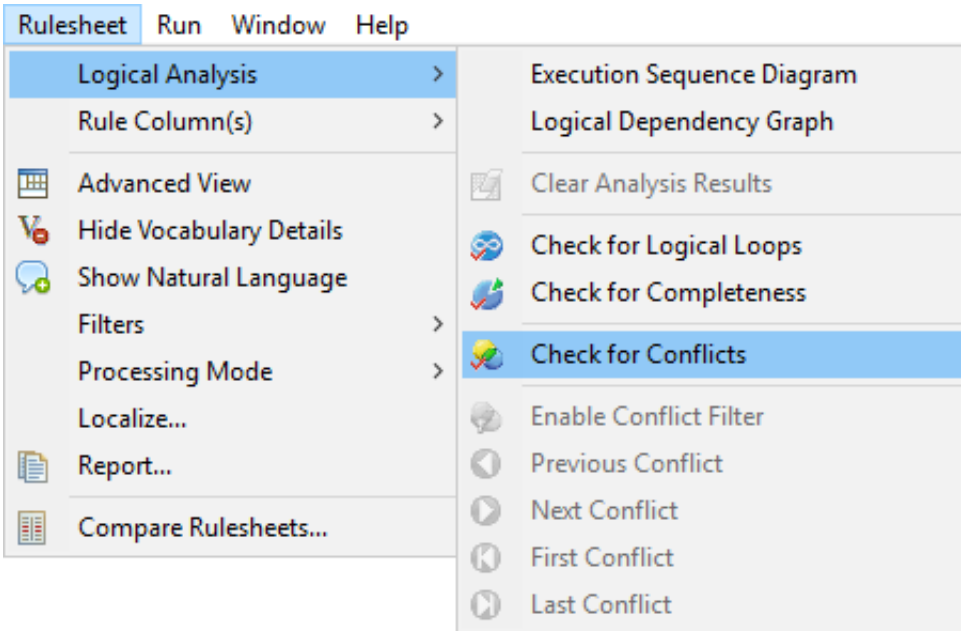 Rulesheet Run Window Help
Logical Analysis
Rule Column(s)
Advanced View
Hide Vocabulary Details
Show Natural Language
Filters
Processing Mode
Localize...
Report...
Compare Rulesheets...
Execution Sequence Diagram
Logical Dependency Graph
Clear Analysis Results
Check for Logical Loops
Check for Completeness
Check for Conflicts
Enable Conflict Filter
Previous Conflict
Next Conflict
First Conflict
Last Conflict